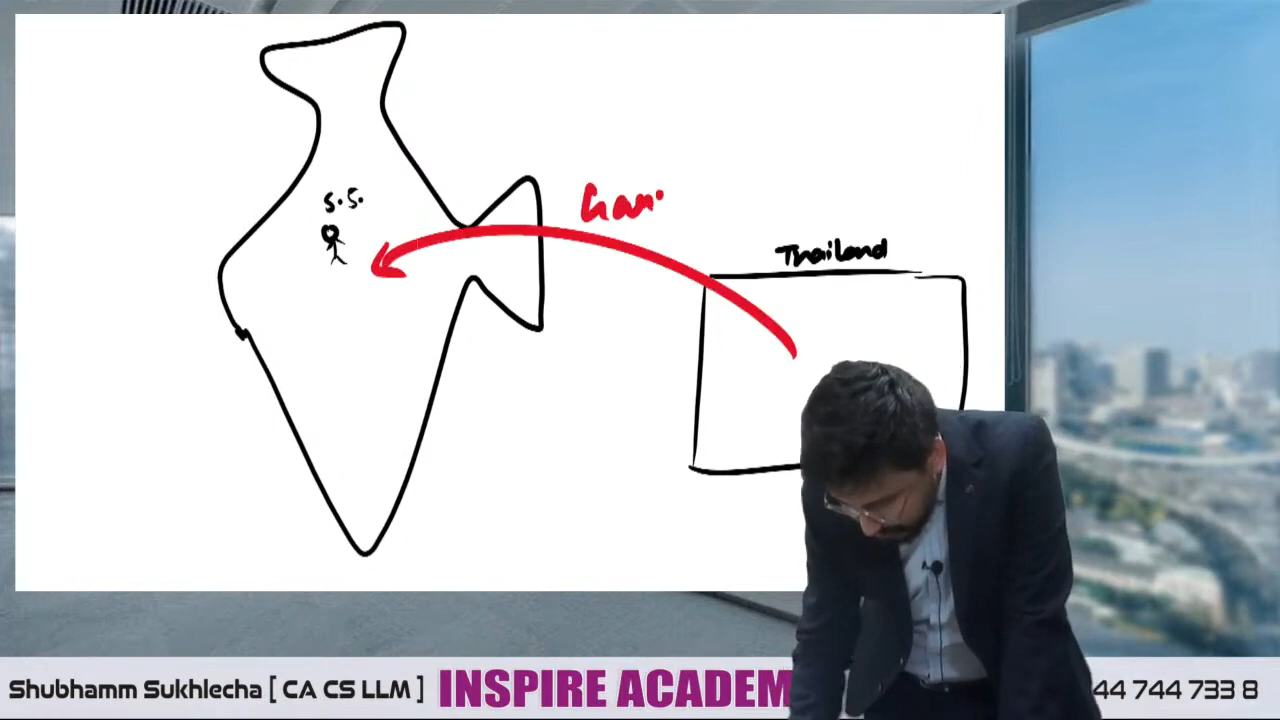 S.S.
Thailand
Shubhamm Sukhlecha [ CA CS LLM ]
INSPIRE ACADEM
44 744 733 8